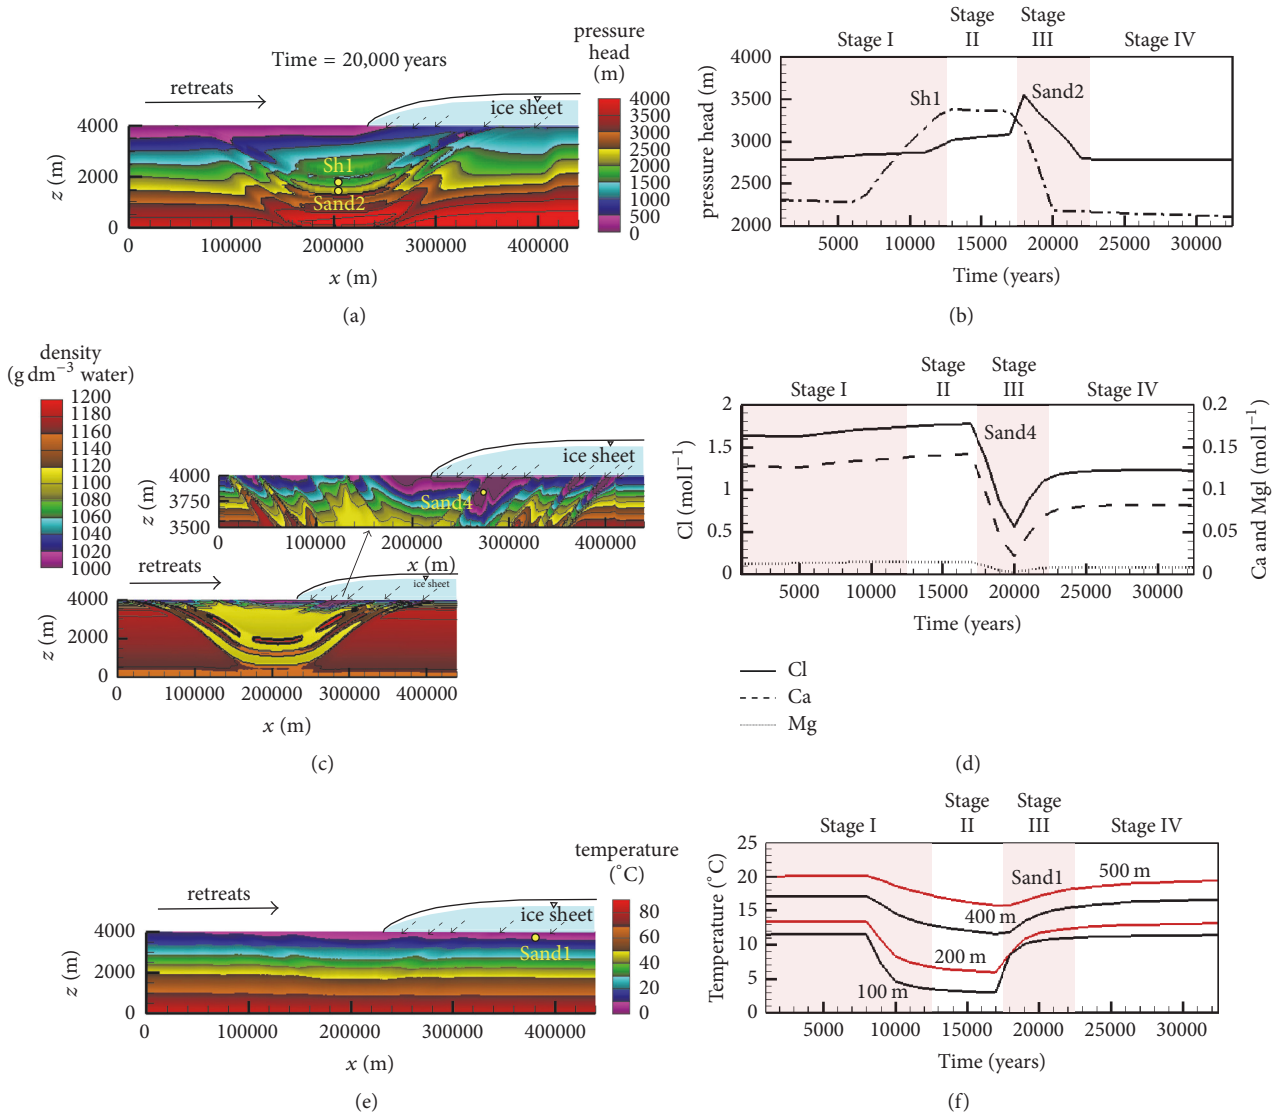 Time = 20,000 years
retreats
ice sheet
pressure
head
(m)
4000
3500
3000
2500
2000
1500
1000
500
0
Sh1
Sand2
4000
2000
0
z (m)
0
100000
200000
300000
400000
x (m)
(a)
Stage I
Stage
II
Stage
III
Stage IV
4000
3500
3000
2500
2000
pressure head (m)
Sh1
Sand2
5000
10000
15000
20000
25000
30000
Time (years)
(b)
density
(g dm−3 water)
1200
1180
1160
1140
1120
1100
1080
1060
1040
1020
1000
ice sheet
4000
3750
3500
z (m)
Sand4
0
100000
200000
300000
400000
x (m)
retreats
ice sheet
4000
2000
0
z (m)
0
100000
200000
300000
400000
x (m)
(c)
Stage I
Stage
II
Stage
III
Stage IV
2
1.5
1
0.5
0
Cl (mol l−1)
Sand4
0.2
0.15
0.1
0.05
0
Ca and Mgl (mol l−1)
5000
10000
15000
20000
25000
30000
Time (years)
Cl
Ca
Mg
(d)
retreats
ice sheet
temperature
(°C)
80
60
40
20
0
4000
2000
0
z (m)
Sand1
0
100000
200000
300000
400000
x (m)
(e)
Stage I
Stage
II
Stage
III
Stage IV
25
20
15
10
5
0
Temperature (°C)
Sand1
500 m
400 m
200 m
100 m
5000
10000
15000
20000
25000
30000
Time (years)
(f)